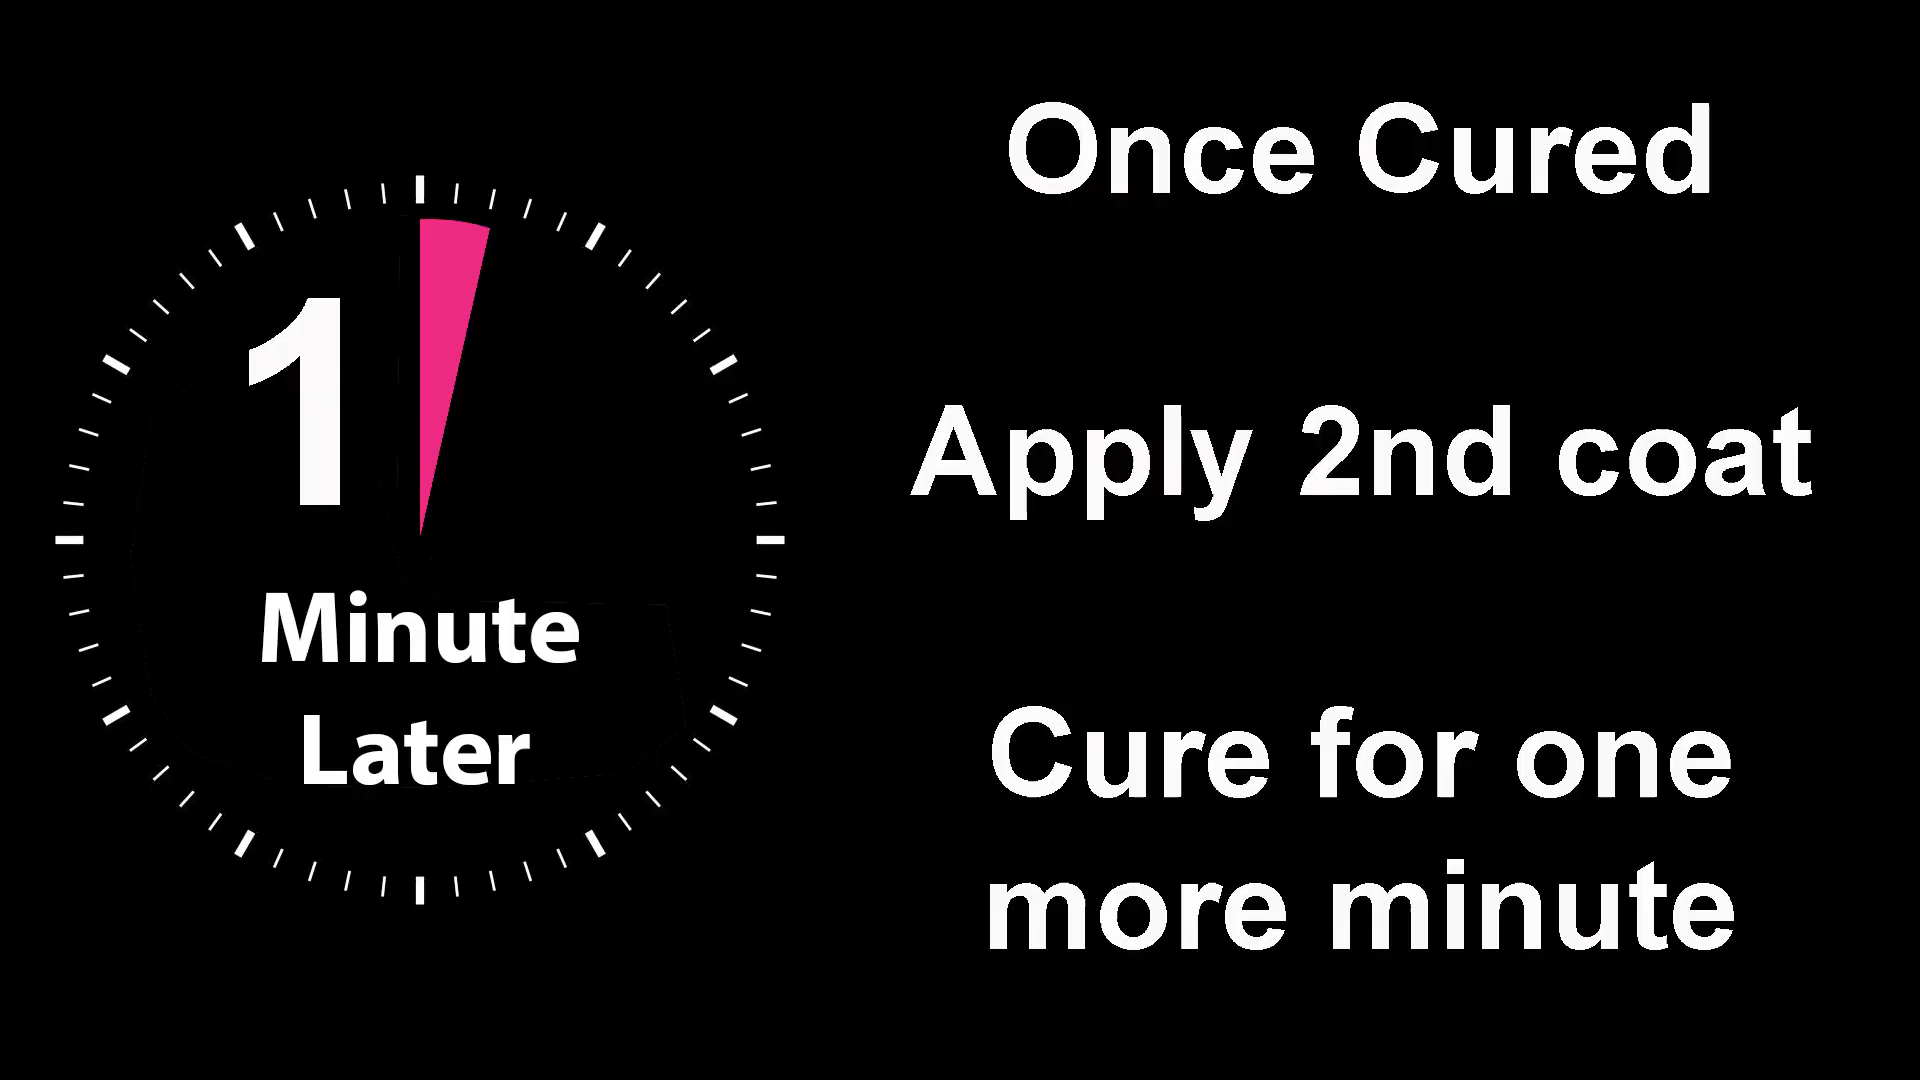 1
Minute
Later
Once Cured
Apply 2nd coat
Cure for one
more minute